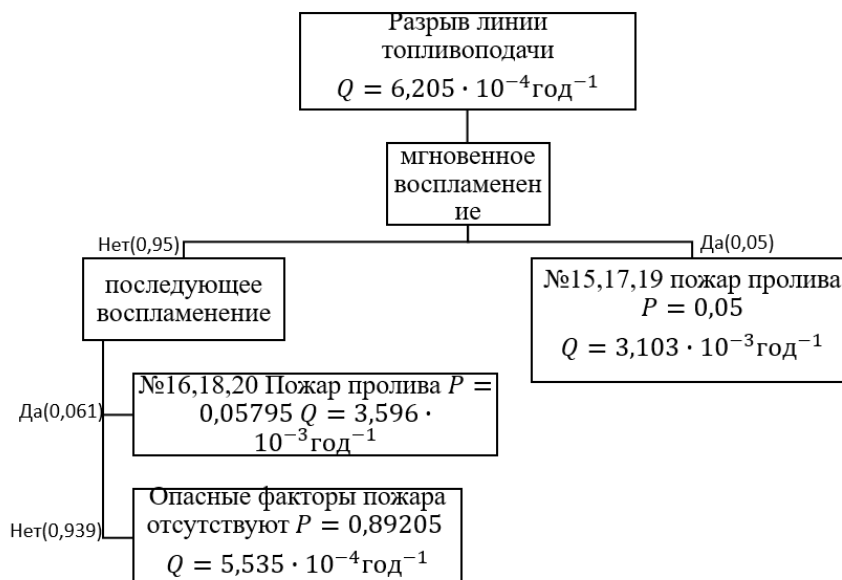 Разрыв линии
топливоподачи
Q = 6,205 · 10⁻⁴год⁻¹
мгновенное
воспламенен
ие
Нет(0,95)
Да(0,05)
последующее
воспламенение
№15,17,19 пожар пролива
P = 0,05
Q = 3,103 · 10⁻³год⁻¹
Да(0,061)
№16,18,20 Пожар пролива P =
0,05795 Q = 3,596 ·
10⁻³год⁻¹
Нет(0,939)
Опасные факторы пожара
отсутствуют P = 0,89205
Q = 5,535 · 10⁻⁴год⁻¹